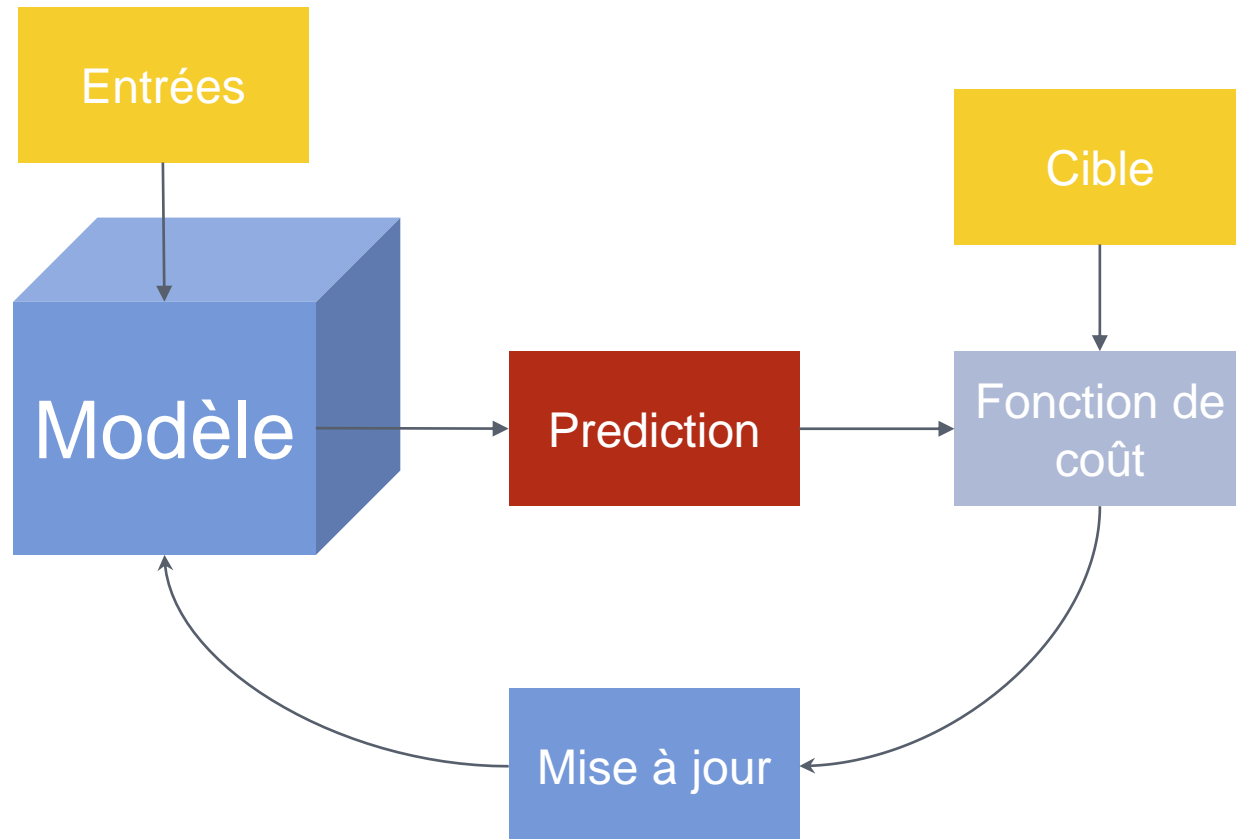 Entrées
Cible
Modèle
Prediction
Fonction de
coût
Mise à jour